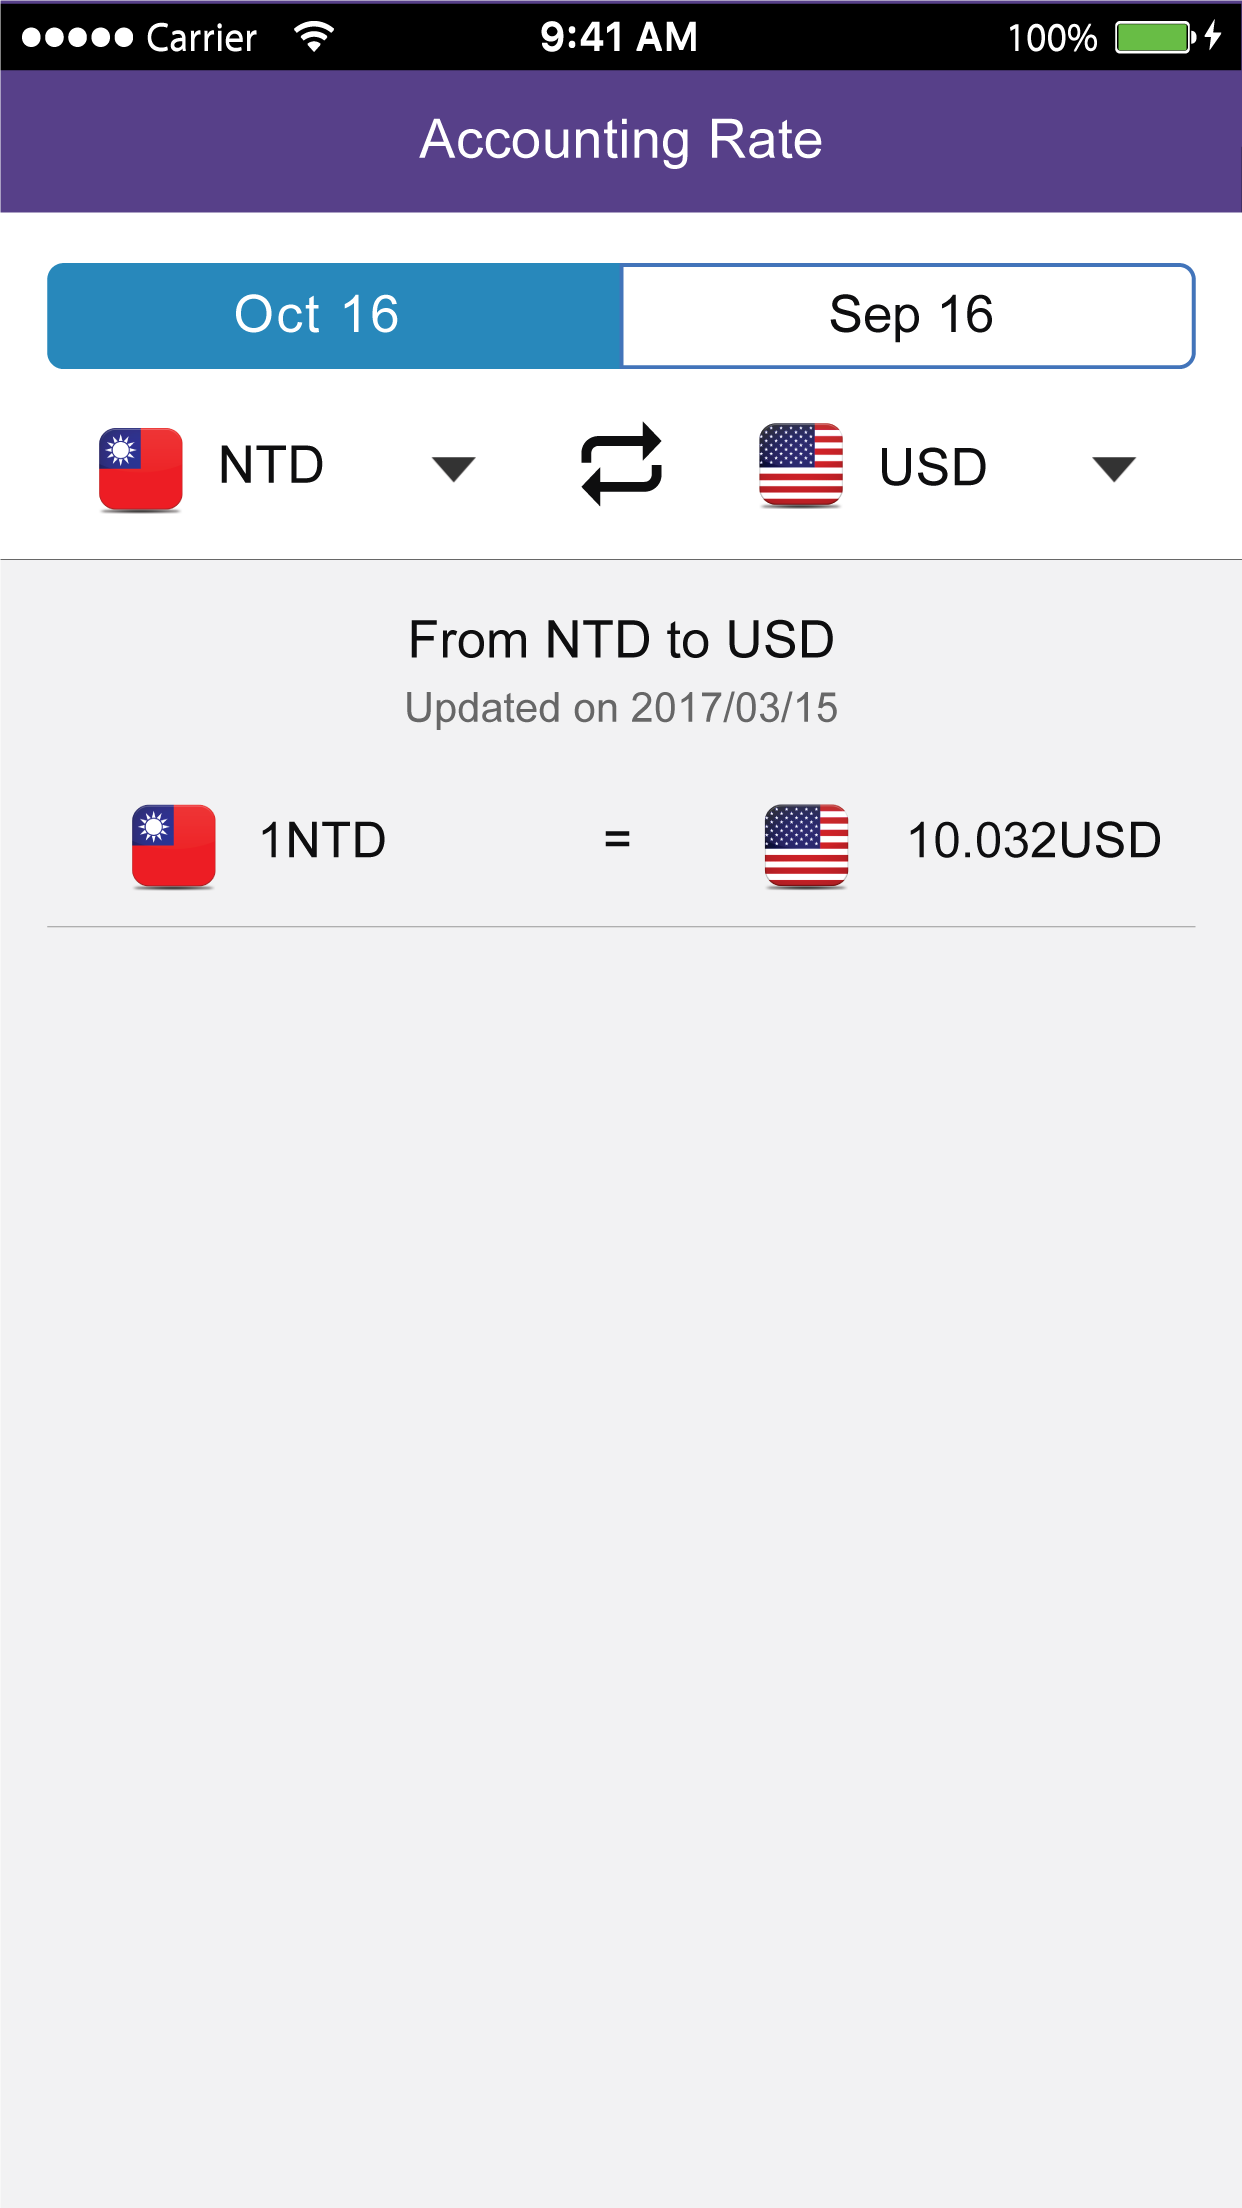 Carrier 9:41 AM 100%
Accounting Rate
Oct 16 Sep 16
NTD USD
From NTD to USD
Updated on 2017/03/15
1NTD = 10.032USD